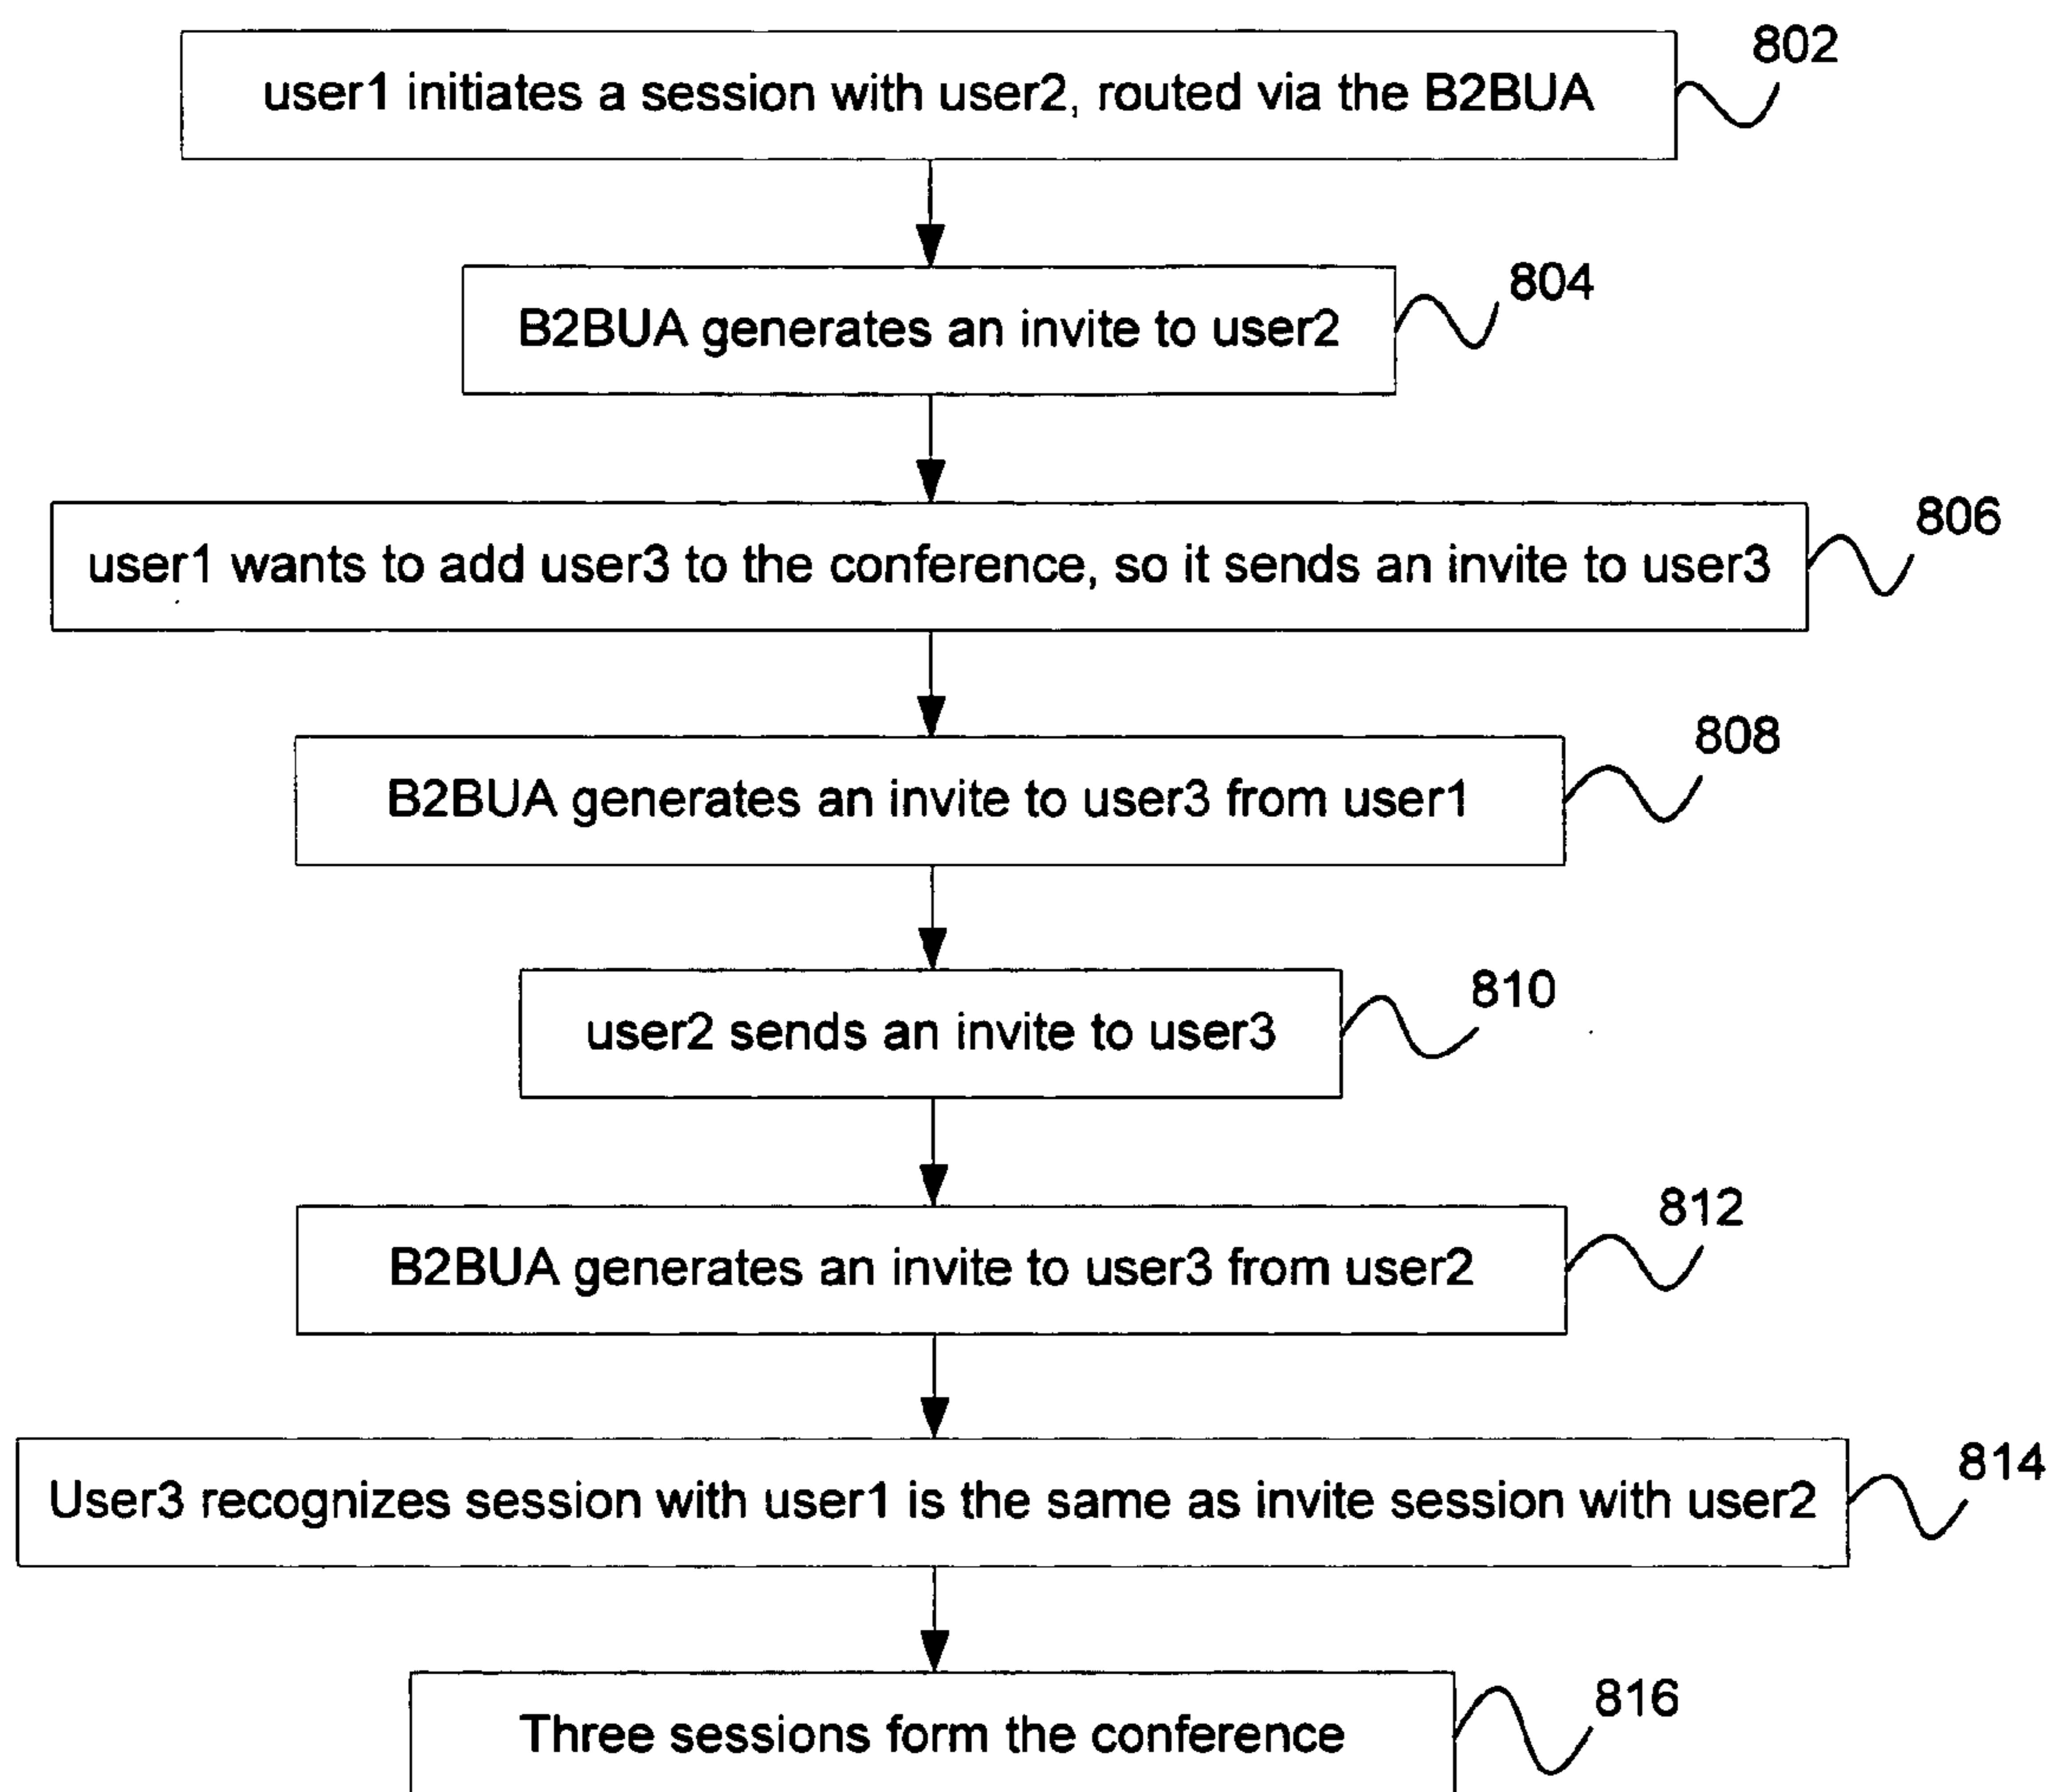 802
user1 initiates a session with user2, routed via the B2BUA
804
B2BUA generates an invite to user2
806
user1 wants to add user3 to the conference, so it sends an invite to user3
808
B2BUA generates an invite to user3 from user1
810
user2 sends an invite to user3
812
B2BUA generates an invite to user3 from user2
814
User3 recognizes session with user1 is the same as invite session with user2
816
Three sessions form the conference